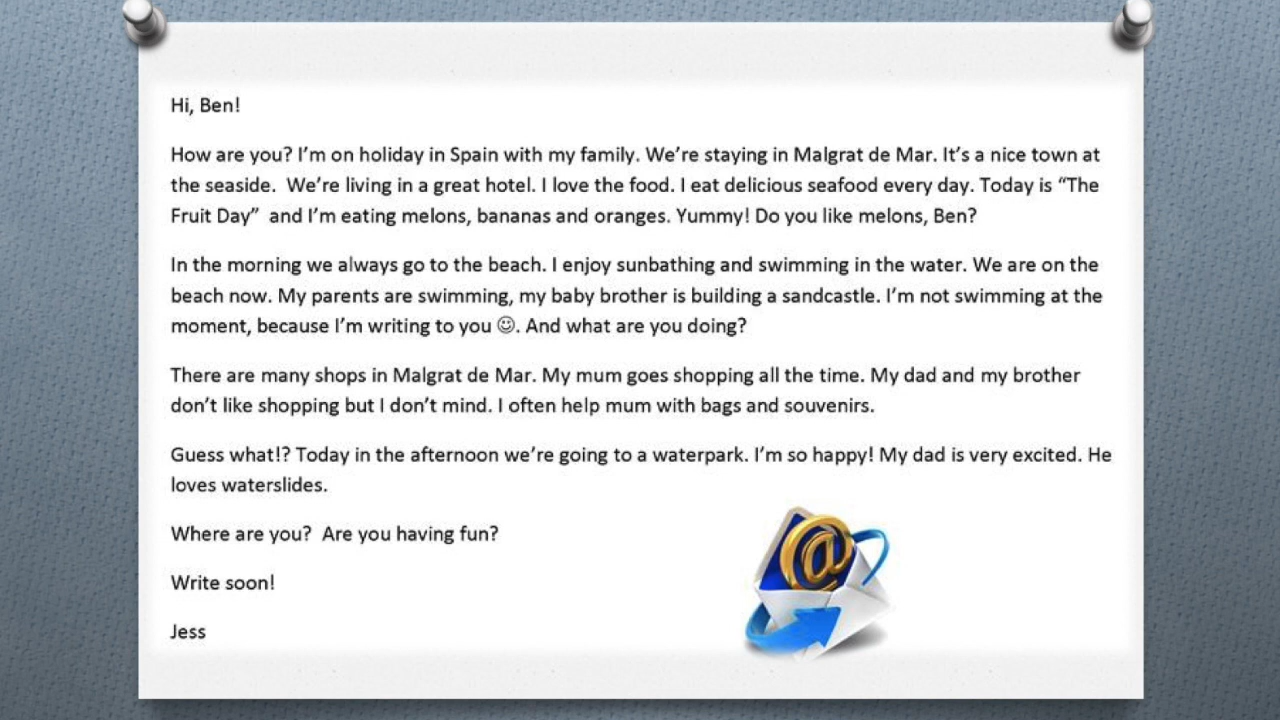 Hi, Ben!
How are you? I'm on holiday in Spain with my family. We're staying in Malgrat de Mar. It's a nice town at
the seaside.  We're living in a great hotel. I love the food. I eat delicious seafood every day. Today is “The
Fruit Day”  and I'm eating melons, bananas and oranges. Yummy! Do you like melons, Ben?
In the morning we always go to the beach. I enjoy sunbathing and swimming in the water. We are on the
beach now. My parents are swimming, my baby brother is building a sandcastle. I'm not swimming at the
moment, because I'm writing to you ☺. And what are you doing?
There are many shops in Malgrat de Mar. My mum goes shopping all the time. My dad and my brother
don't like shopping but I don't mind. I often help mum with bags and souvenirs.
Guess what!? Today in the afternoon we're going to a waterpark. I'm so happy! My dad is very excited. He
loves waterslides.
Where are you?  Are you having fun?
Write soon!
Jess
@